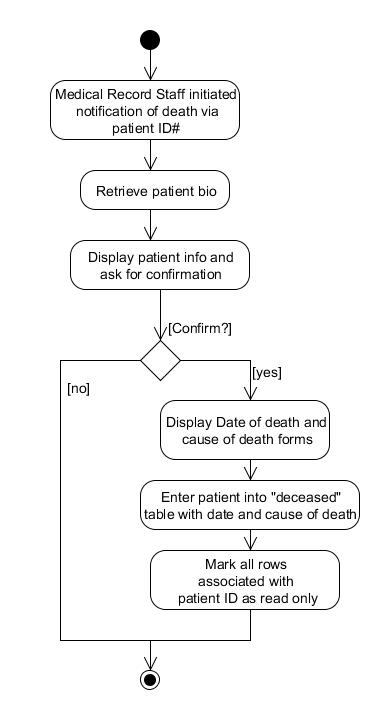 Medical Record Staff initiated
notification of death via
patient ID#
Retrieve patient bio
Display patient info and
ask for confirmation
[Confirm?]
[yes]
[no]
Display Date of death and
cause of death forms
Enter patient into "deceased"
table with date and cause of death
Mark all rows
associated with
patient ID as read only